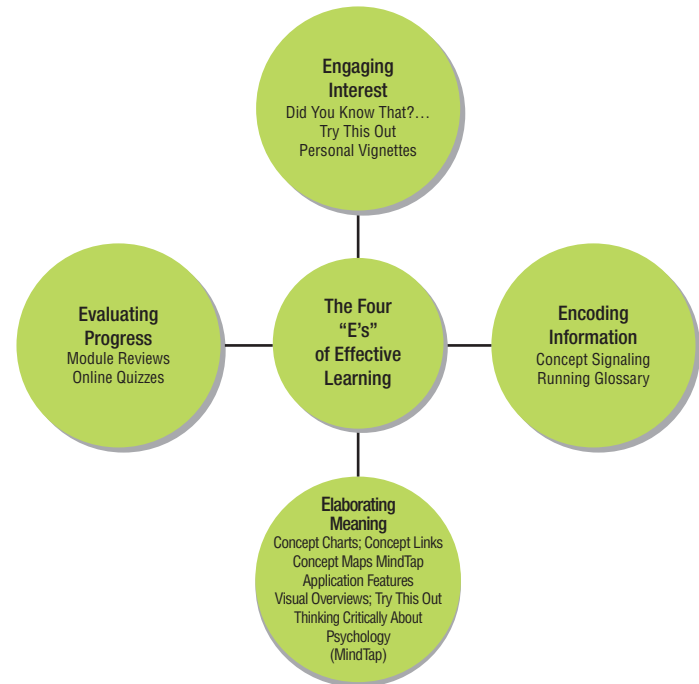 Engaging
Interest
Did You Know That?...
Try This Out
Personal Vignettes
Evaluating
Progress
Module Reviews
Online Quizzes
The Four
“E’s”
of Effective
Learning
Encoding
Information
Concept Signaling
Running Glossary
Elaborating
Meaning
Concept Charts; Concept Links
Concept Maps MindTap
Application Features
Visual Overviews; Try This Out
Thinking Critically About
Psychology
(MindTap)